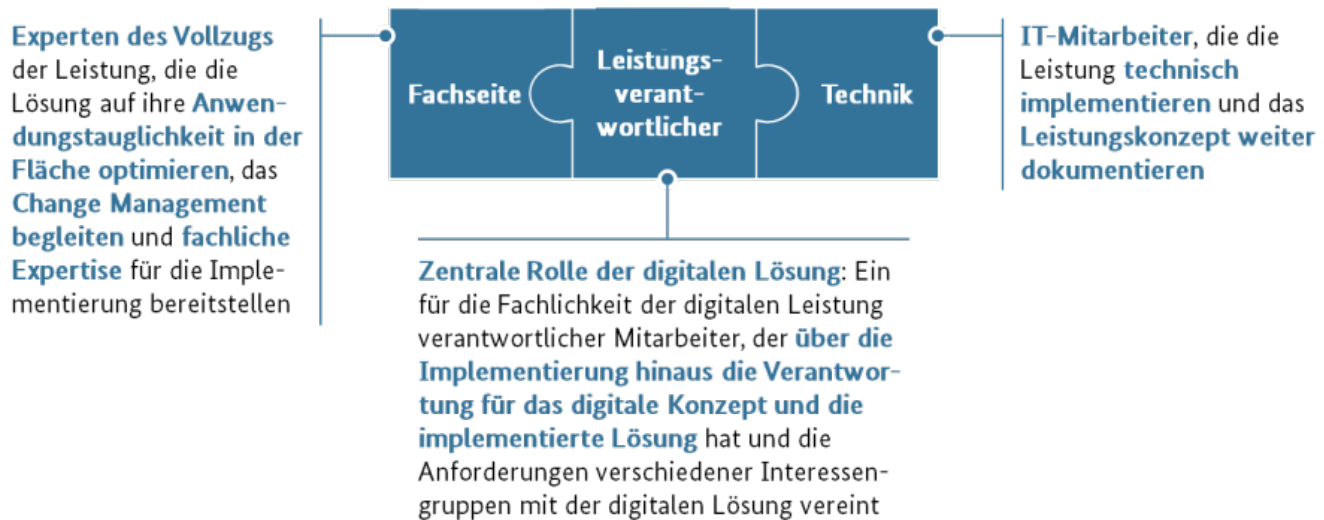 Experten des Vollzugs
der Leistung, die die
Lösung auf ihre Anwen-
dungstauglichkeit in der
Fläche optimieren, das
Change Management
begleiten und fachliche
Expertise für die Imple-
mentierung bereitstellen
Fachseite
Leistungs-
verant-
wortlicher
Technik
IT-Mitarbeiter, die die
Leistung technisch
implementieren und das
Leistungskonzept weiter
dokumentieren
Zentrale Rolle der digitalen Lösung: Ein
für die Fachlichkeit der digitalen Leistung
verantwortlicher Mitarbeiter, der über die
Implementierung hinaus die Verantwor-
tung für das digitale Konzept und die
implementierte Lösung hat und die
Anforderungen verschiedener Interessen-
gruppen mit der digitalen Lösung vereint